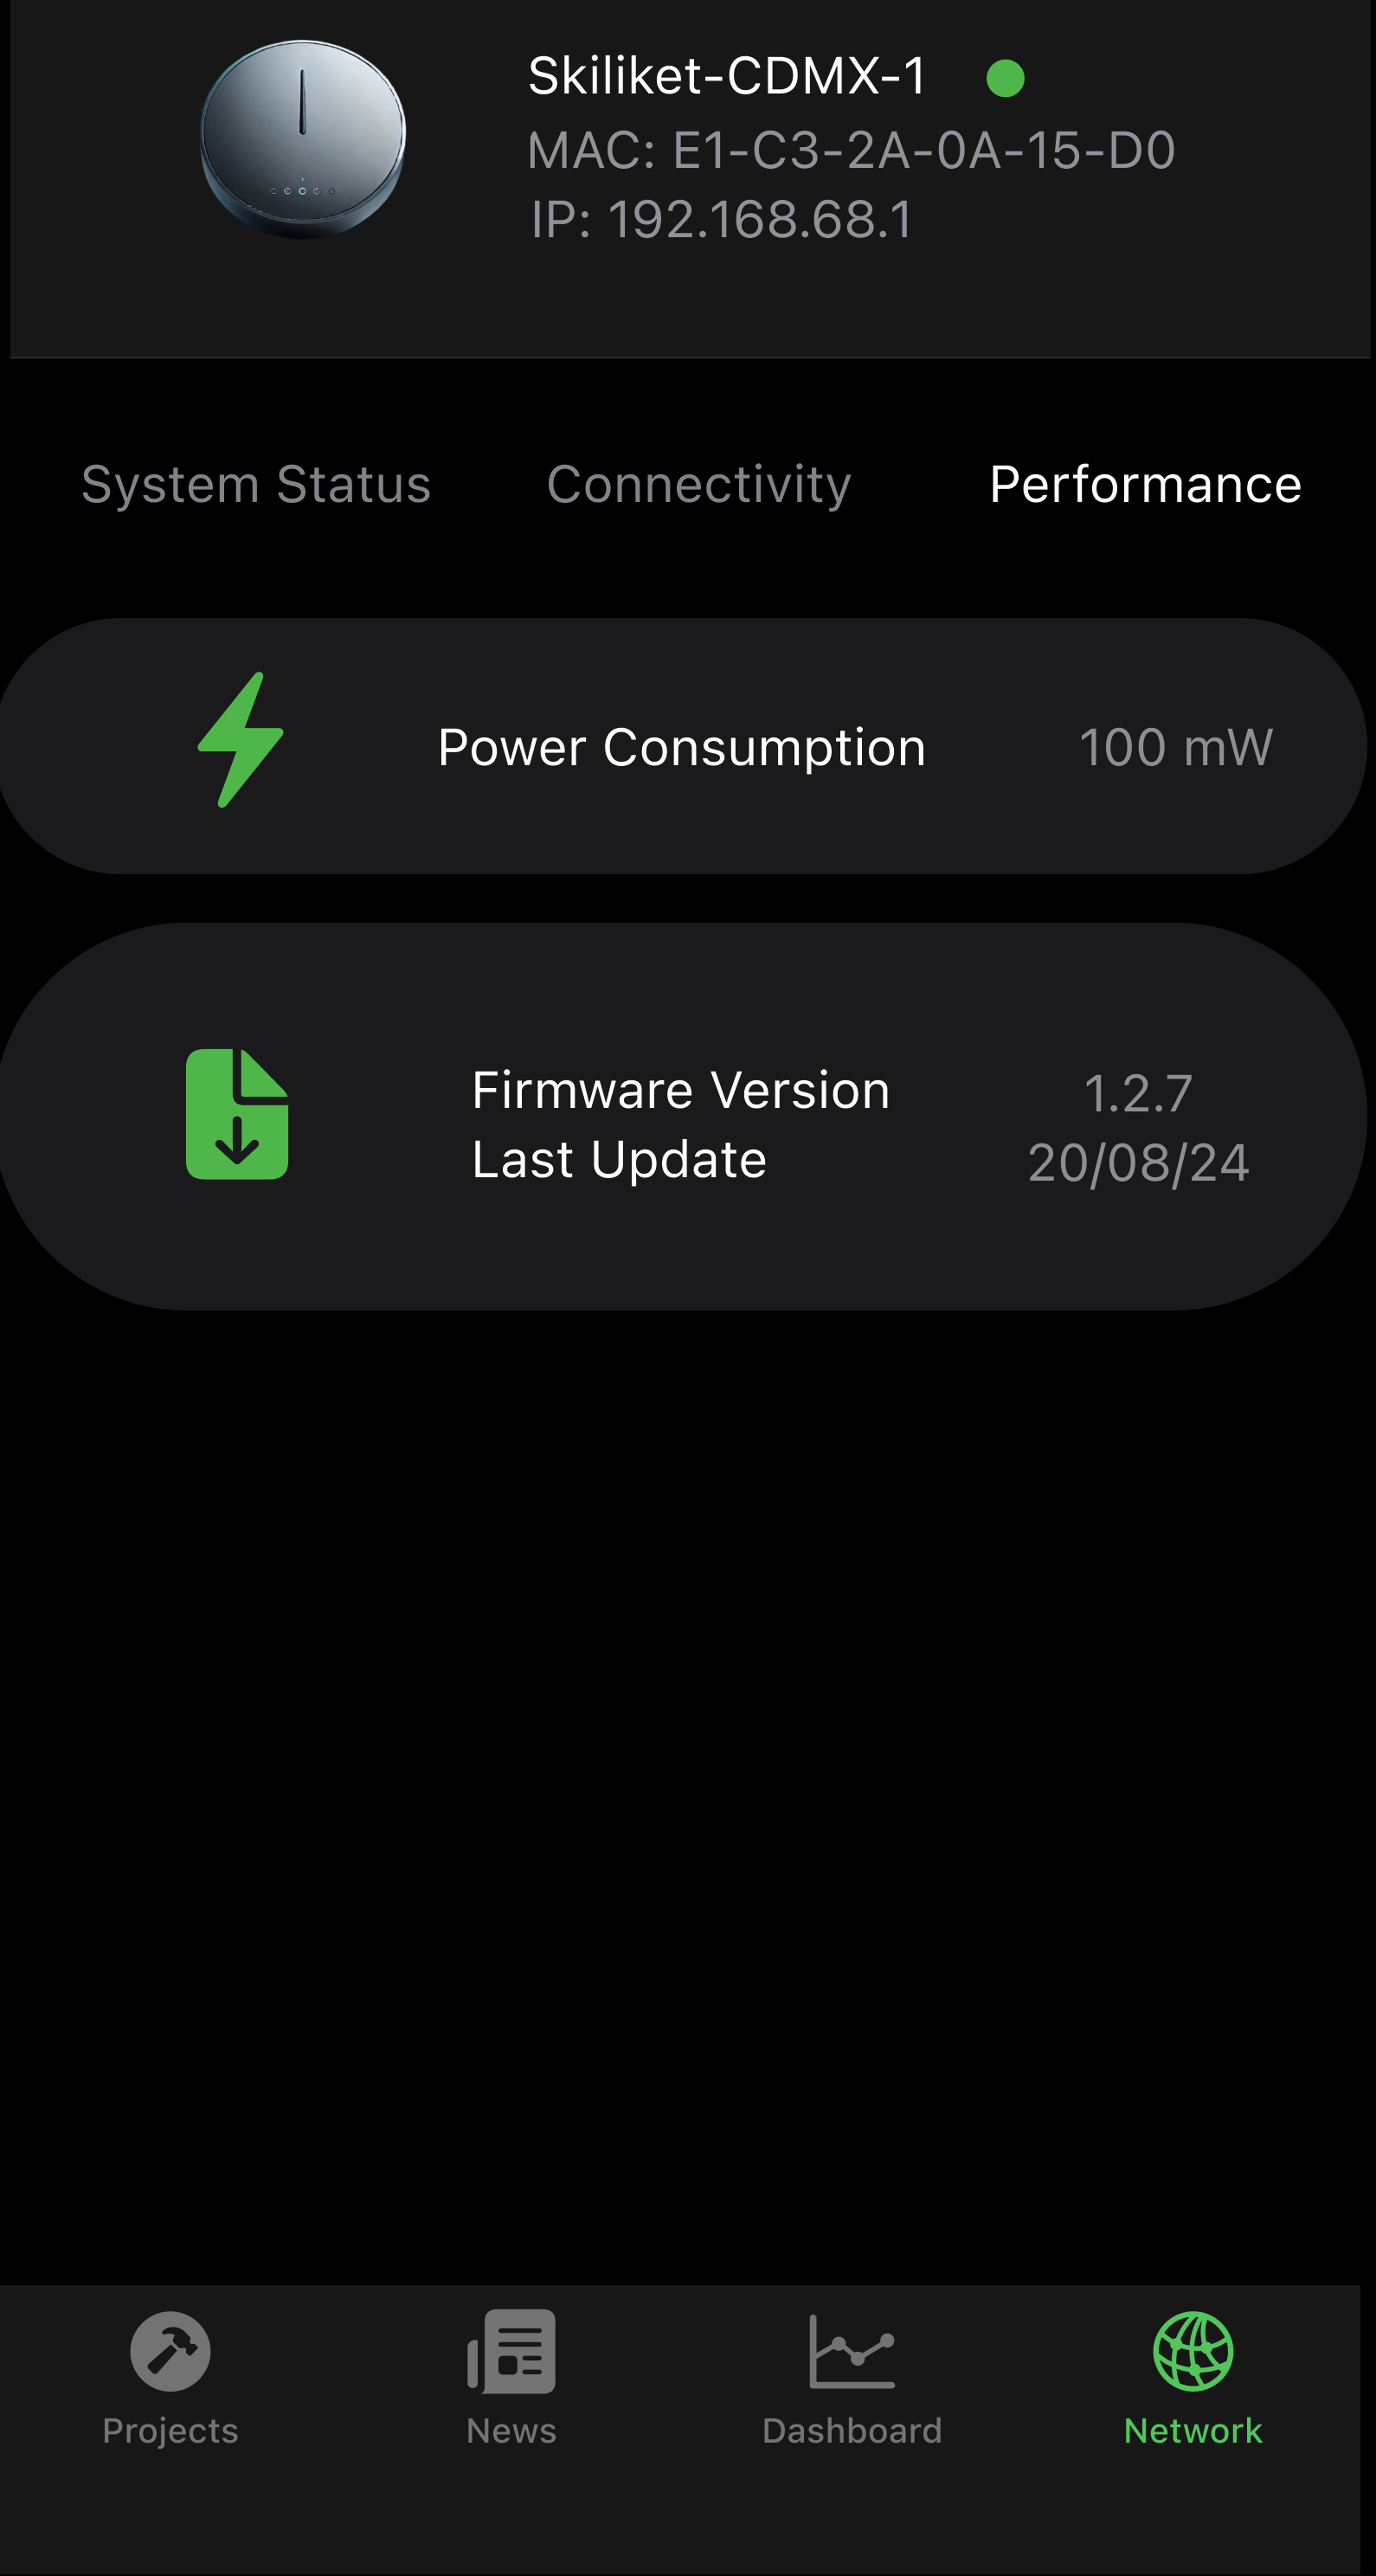 Skiliket-CDMX-1
MAC: E1-C3-2A-0A-15-D0
IP: 192.168.68.1
System Status Connectivity Performance
Power Consumption 100 mW
Firmware Version 1.2.7
Last Update 20/08/24
Projects News Dashboard Network